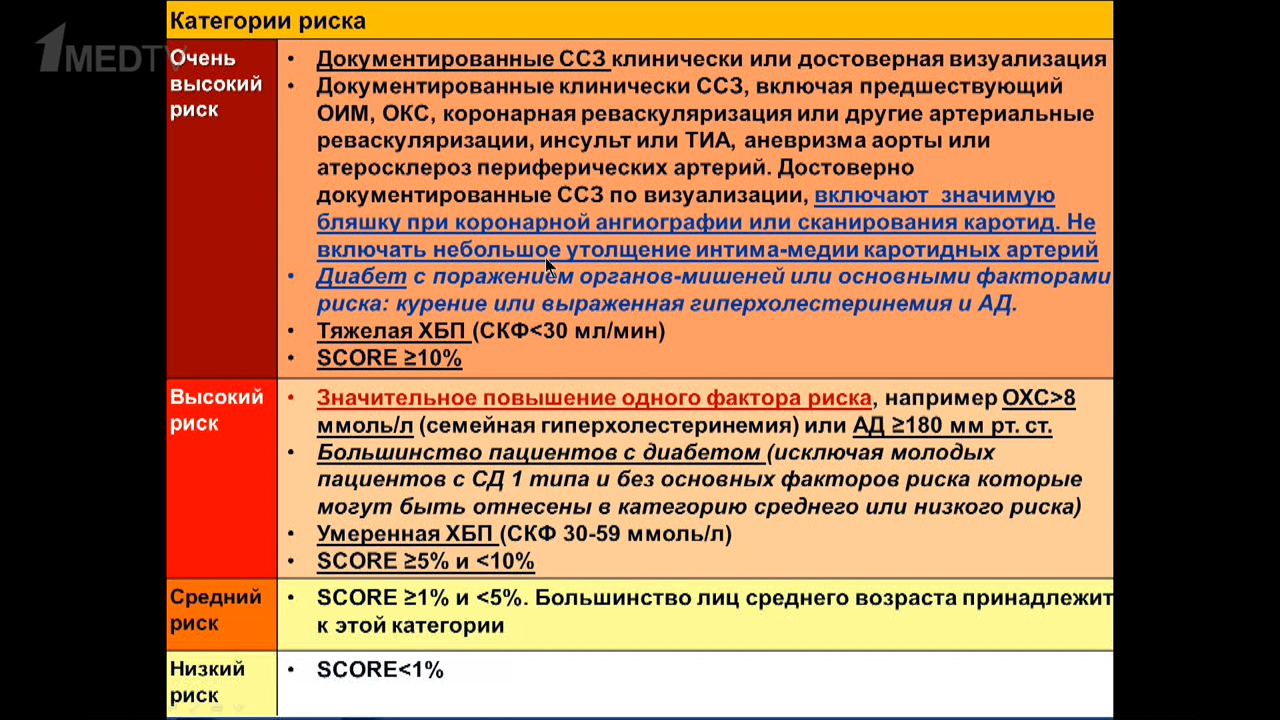 1MEDTV
Категории риска
Очень
высокий
риск
• Документированные ССЗ клинически или достоверная визуализация
• Документированные клинически ССЗ, включая предшествующий
ОИМ, ОКС, коронарная реваскуляризация или другие артериальные
реваскуляризации, инсульт или ТИА, аневризма аорты или
атеросклероз периферических артерий. Достоверно
документированные ССЗ по визуализации, включают значимую
бляшку при коронарной ангиографии или сканирования каротид. Не
включать небольшое утолщение интима-медии каротидных артерий
• Диабет с поражением органов-мишеней или основными факторами
риска: курение или выраженная гиперхолестеринемия и АД.
• Тяжелая ХБП (СКФ<30 мл/мин)
• SCORE ≥10%
Высокий
риск
• Значительное повышение одного фактора риска, например ОХС>8
ммоль/л (семейная гиперхолестеринемия) или АД ≥180 мм рт. ст.
• Большинство пациентов с диабетом (исключая молодых
пациентов с СД 1 типа и без основных факторов риска которые
могут быть отнесены в категорию среднего или низкого риска)
• Умеренная ХБП (СКФ 30-59 ммоль/л)
• SCORE ≥5% и <10%
Средний
риск
• SCORE ≥1% и <5%. Большинство лиц среднего возраста принадлежит
к этой категории
Низкий
риск
• SCORE<1%